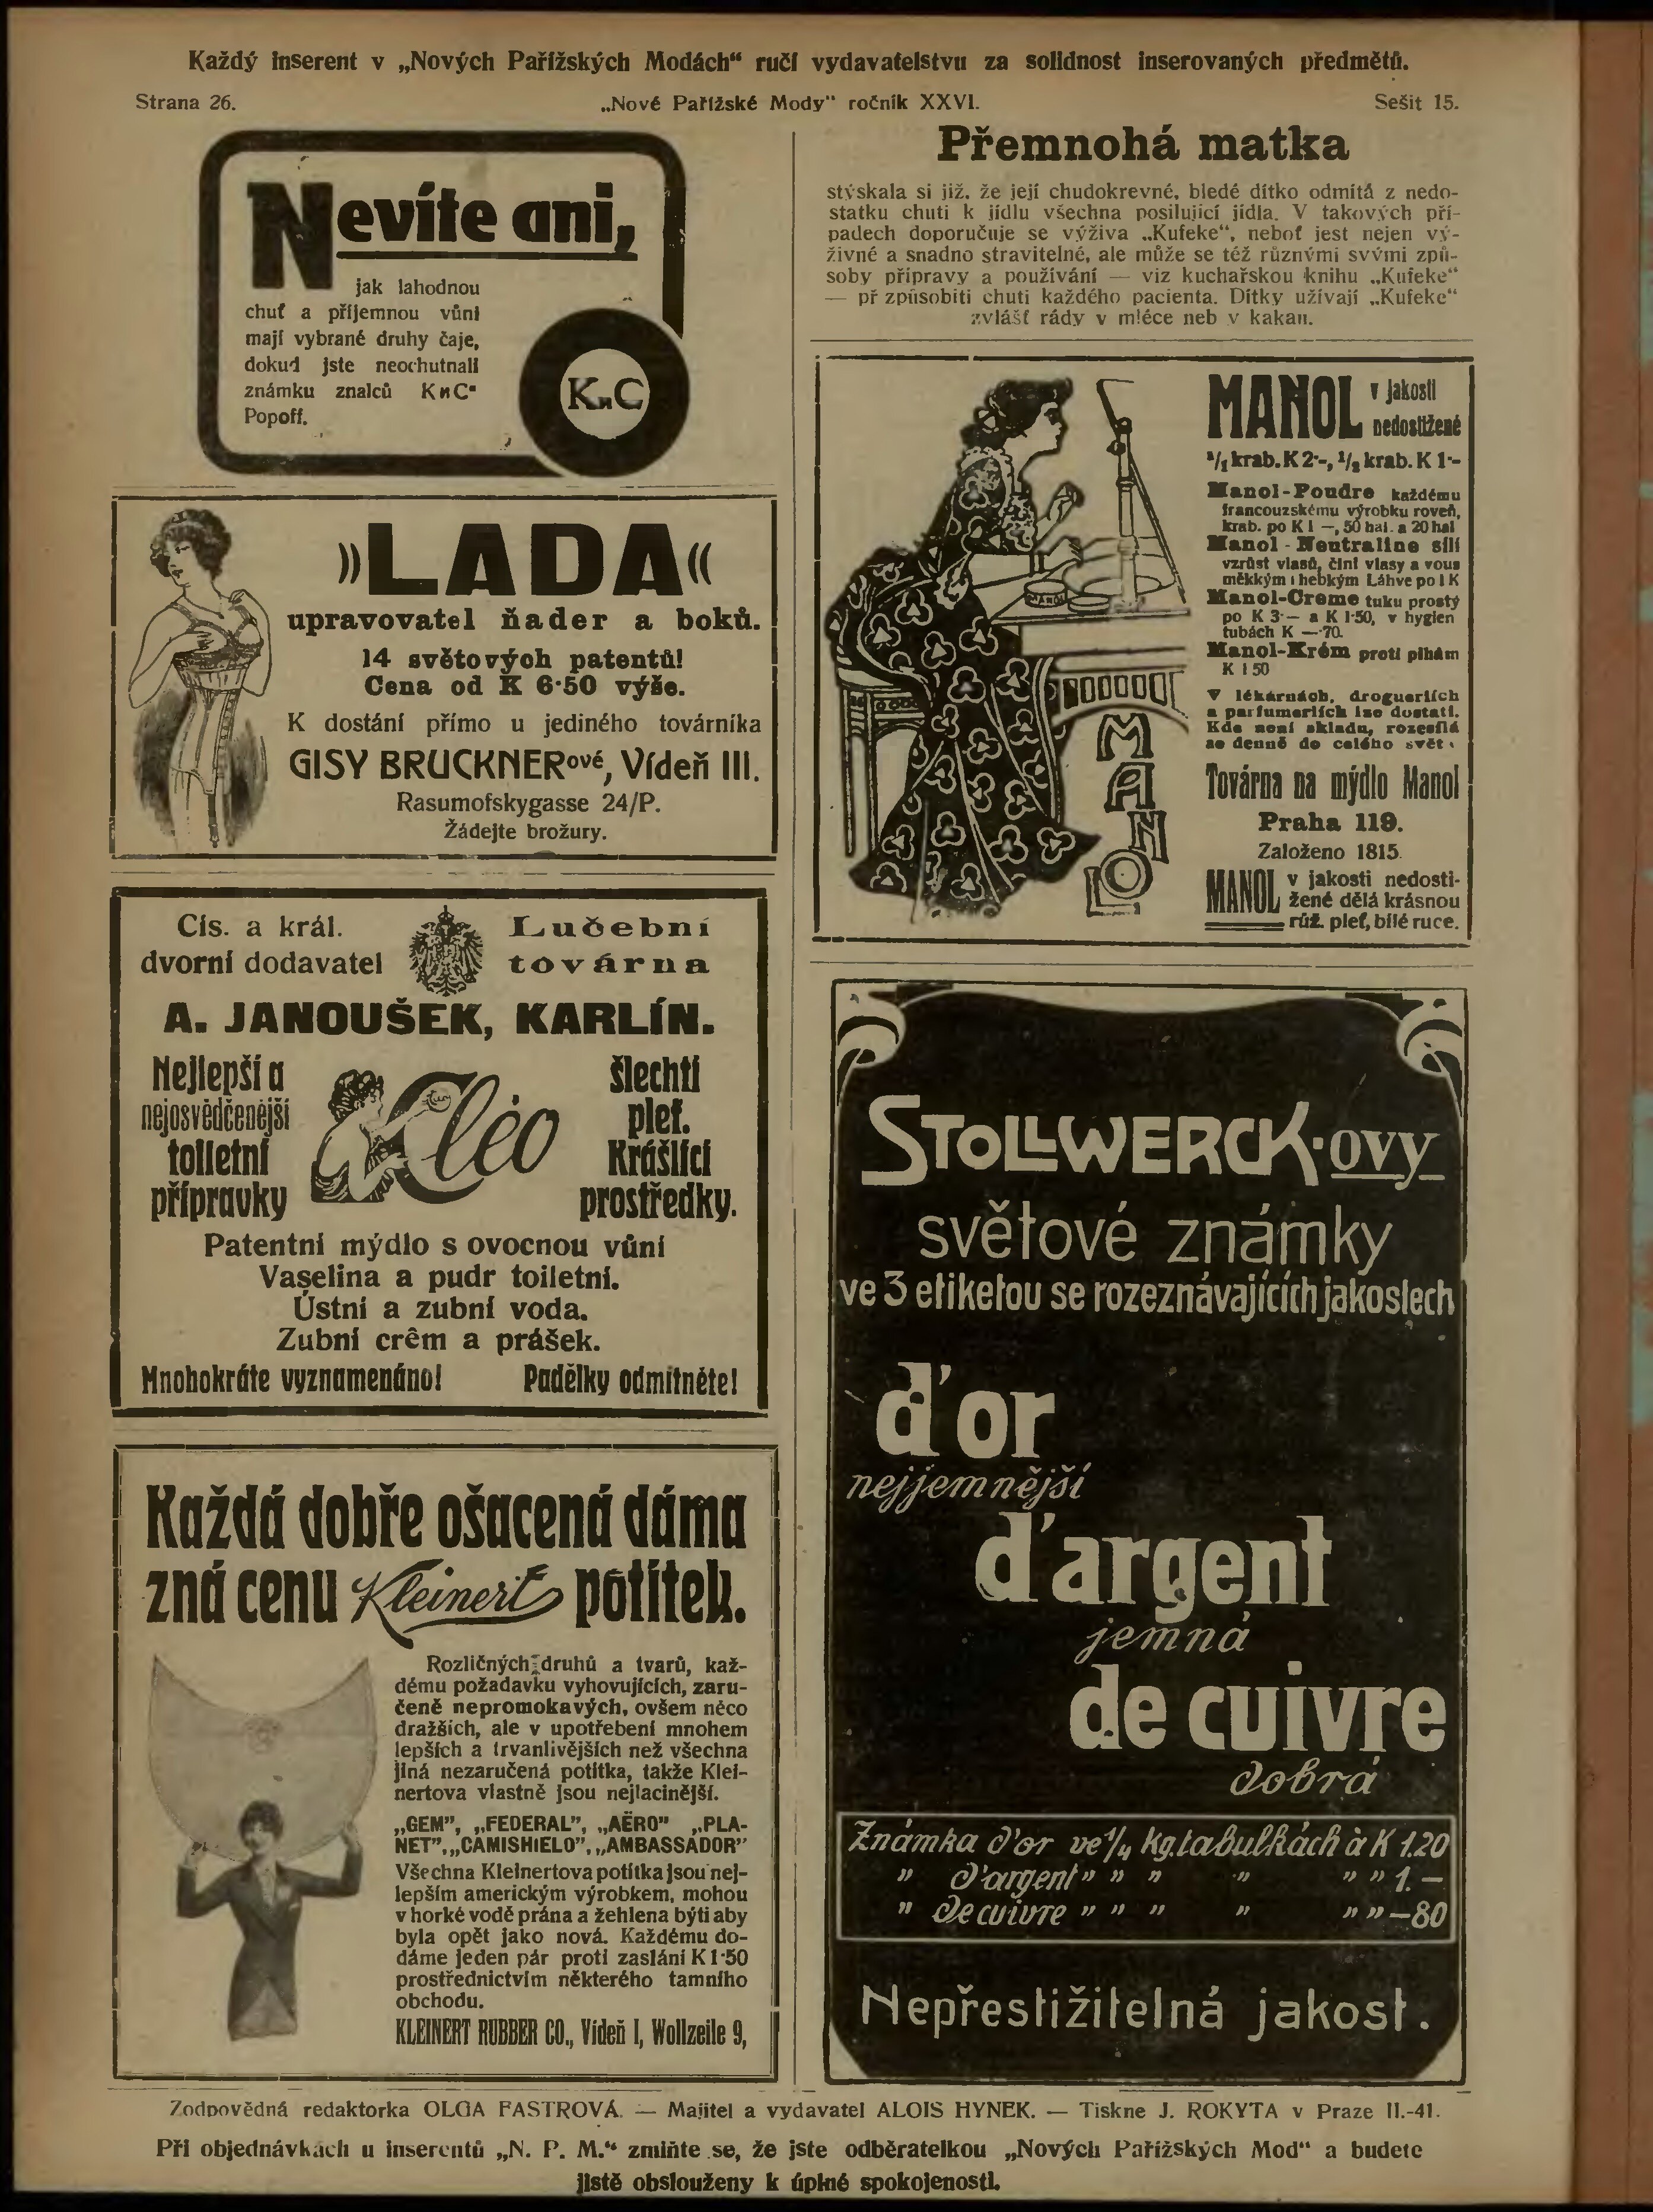 Každý inserent v „Nových Pařížských Modách“ ručí vydavatelstvu za solidnost inserovaných předmětů.
Strana 26.
„Nové Pařížské Mody“ ročník XXVI.
Sešit 15.
Nevíte ani,
jak lahodnou
chuť a příjemnou vůni
mají vybrané druhy čaje,
dokud jste neochutnali
známku znalců KиC
Popoff.
KиC
»LADA«
upravovatel ňader a boků.
14 světových patentů!
Cena od K 6·50 výše.
K dostání přímo u jediného továrníka
GISY BRUCKNERové, Vídeň III.
Rasumofskygasse 24/P.
Žádejte brožury.
Cís. a král.
dvorní dodavatel
Lučební
továrna
A. JANOUŠEK, KARLÍN.
Nejlepší a
nejosvědčenější
toiletní
přípravky
Cléo
šlechtí
pleť.
Krášlící
prostředky.
Patentní mýdlo s ovocnou vůní
Vaselina a pudr toiletní.
Ústní a zubní voda.
Zubní crêm a prášek.
Mnohokráte vyznamenáno! Padělky odmítněte!
Každá dobře ošacená dáma
zná cenu Kleinert potítek.
Rozličných druhů a tvarů, kaž-
dému požadavku vyhovujících, zaru-
čeně nepromokavých, ovšem něco
dražších, ale v upotřebení mnohem
lepších a trvanlivějších než všechna
jiná nezaručená potítka, takže Klei-
nertova vlastně jsou nejlacinější.
„GEM”, „FEDERAL”, „AËRO” „PLA-
NET”, „CAMISHIELO”, „AMBASSADOR”
Všechna Kleinertova potítka jsou nej-
lepším americkým výrobkem, mohou
v horké vodě prána a žehlena býti aby
byla opět jako nová. Každému do-
dáme jeden pár proti zaslání K 1·50
prostřednictvím některého tamního
obchodu.
KLEINERT RUBBER CO., Vídeň I, Wollzeile 9,
Přemnohá matka
stýskala si již, že její chudokrevné, bledé dítko odmítá z nedo-
statku chuti k jídlu všechna posilující jídla. V takových pří-
padech doporučuje se výživa „Kufeke“, neboť jest nejen vý-
živné a snadno stravitelné, ale může se též různými svými způ-
soby přípravy a používání — viz kuchařskou knihu „Kufeke“
— př způsobiti chuti každého pacienta. Dítky užívají „Kufeke“
zvlášť rády v mléce neb v kakau.
MANOL
MANOL
MANOL v jakosti
nedostižené
1/1 krab. K 2·-, 1/2 krab. K 1·-
Manol-Poudre každému
francouzskému výrobku roveň,
krab. po K 1 —, 50 hal. a 20 hal
Manol-Neutraline sílí
vzrůst vlasů, činí vlasy a vous
měkkým i hebkým Láhve po 1 K
Manol-Creme tuku prostý
po K 3·— a K 1·50, v hygien
tubách K —·70.
Manol-Krém proti pihám
K 1 50
V lékárnách, drogueriích
a parfumeriích lze dostati.
Kde není skladu, rozesílá
se denně do celého svět
Továrna na mýdlo Manol
Praha 119.
Založeno 1815.
MANOL v jakosti nedosti-
žené dělá krásnou
růž. pleť, bílé ruce.
STOLLWERCK·ovy
světové známky
ve 3 etiketou se rozeznávajících jakostech
d'or
nejjemnější
d'argent
jemná
de cuivre
dobrá
Známka d'or ve 1/4 kg. tabulkách à K 1.20
„ d'argent „ „ „ „ „ „ 1.—
„ de cuivre „ „ „ „ „ „ —80
Nepřestižitelná jakost.
Zodpovědná redaktorka OLGA FASTROVÁ. — Majitel a vydavatel ALOIS HYNEK. — Tiskne J. ROKYTA v Praze II.-41.
Při objednávkách u inserentů „N. P. M.“ zmiňte se, že jste odběratelkou „Nových Pařížských Mod“ a budete
jistě obslouženy k úplné spokojenosti.